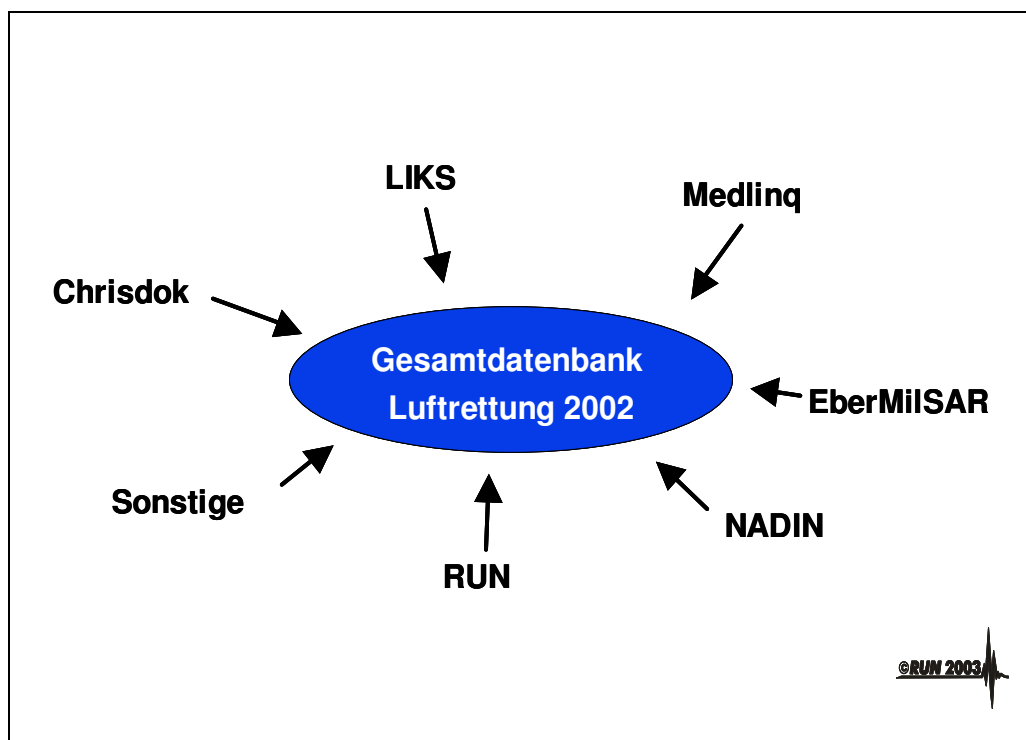 LIKS
Medlinq
Chrisdok
Gesamtdatenbank
Luftrettung 2002
EberMilSAR
Sonstige
NADIN
RUN
©RUN 2003